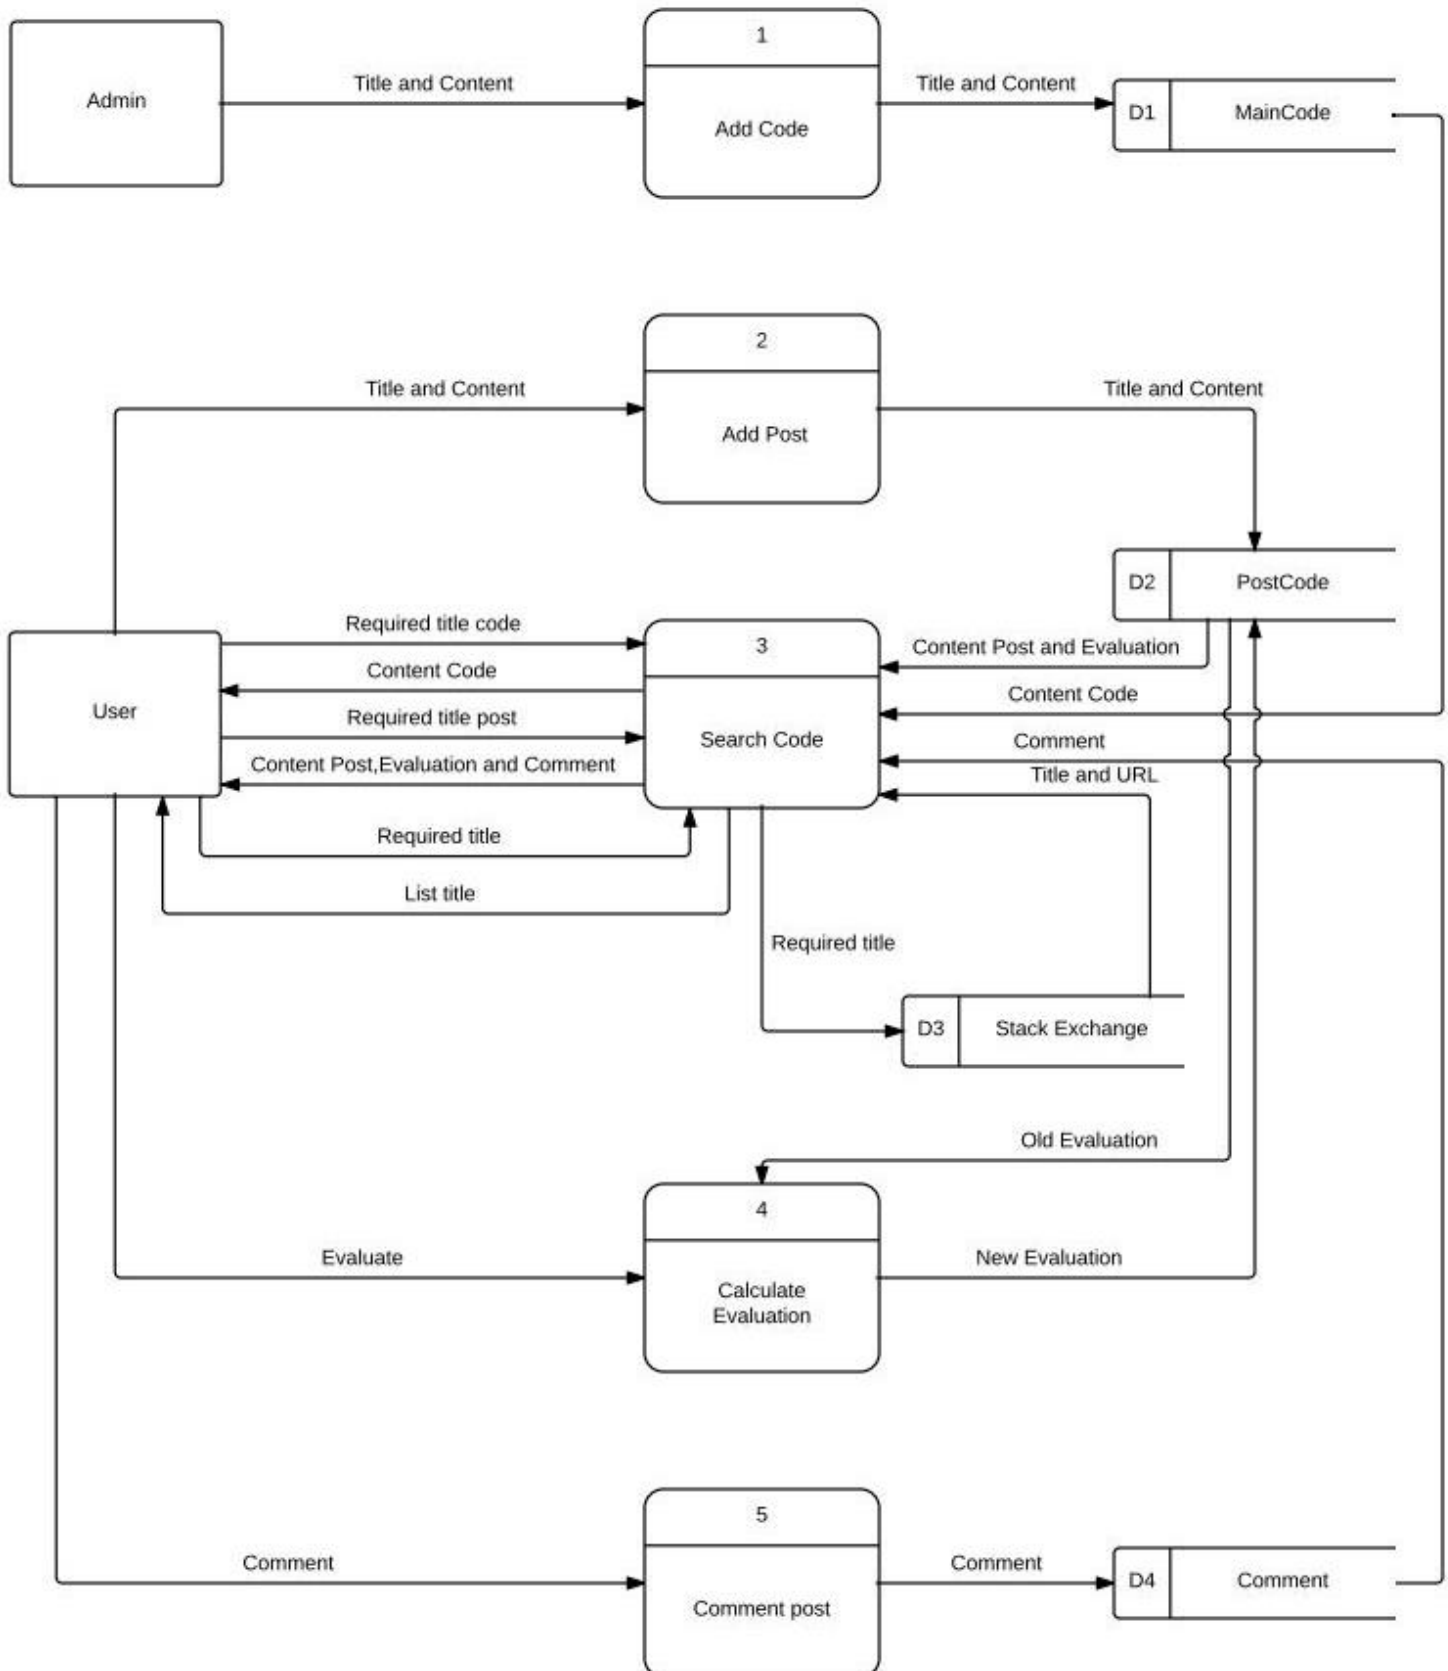 1
Title and Content
Title and Content
Admin
D1
MainCode
Add Code
2
Title and Content
Title and Content
Add Post
D2
PostCode
Required title code
3
Content Post and Evaluation
Content Code
Content Code
User
Required title post
Search Code
Comment
Content Post,Evaluation and Comment
Title and URL
Required title
List title
Required title
D3
Stack Exchange
Old Evaluation
4
Evaluate
New Evaluation
Calculate
Evaluation
5
Comment
Comment
D4
Comment
Comment post